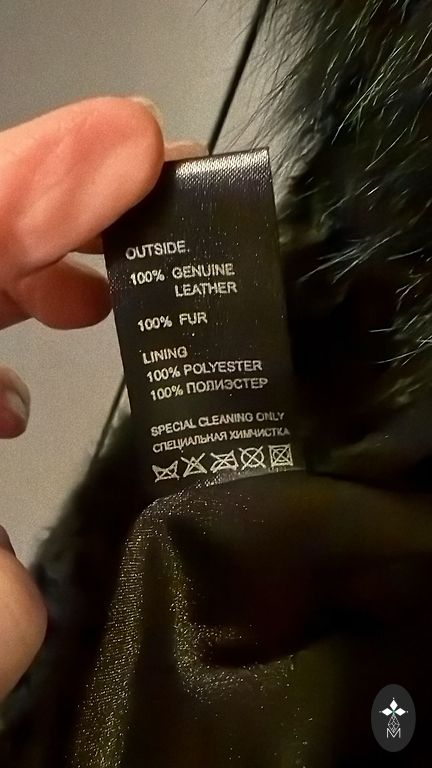 OUTSIDE
100% GENUINE
LEATHER
100% FUR
LINING
100% POLYESTER
100% ПОЛИЭСТЕР
SPECIAL CLEANING ONLY
СПЕЦИАЛЬНАЯ ХИМЧИСТКА
M